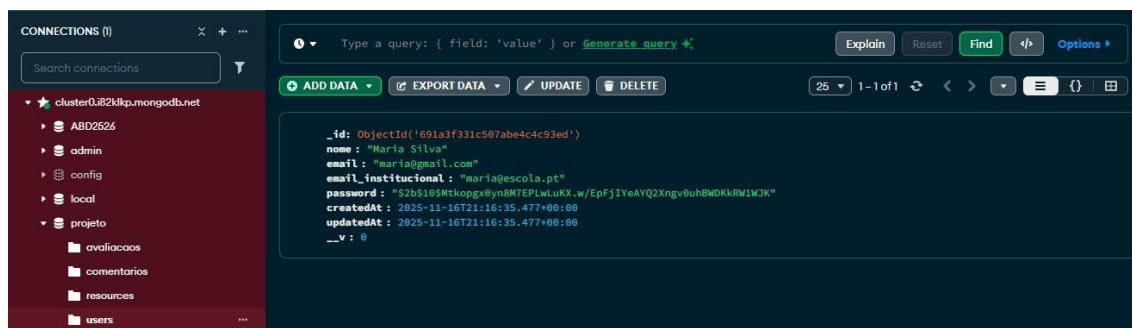 CONNECTIONS (1)
Search connections
cluster0.i82klkp.mongodb.net
ABD2526
admin
config
local
projeto
avaliacaos
comentarios
resources
users
Type a query: { field: 'value' } or Generate query
Explain Reset Find </> Options
ADD DATA EXPORT DATA UPDATE DELETE
25 1-1 of 1 {}
_id: ObjectId('691a3f331c507abe4c4c93ed')
nome : "Maria Silva"
email : "maria@gmail.com"
email_institucional : "maria@escola.pt"
password : "$2b$10$Mtkopgx0yn8M7EPLwLuKX.w/EpFjIYeAYQ2Xngv0uhBWDKkRW1WJK"
createdAt : 2025-11-16T21:16:35.477+00:00
updatedAt : 2025-11-16T21:16:35.477+00:00
__v : 0